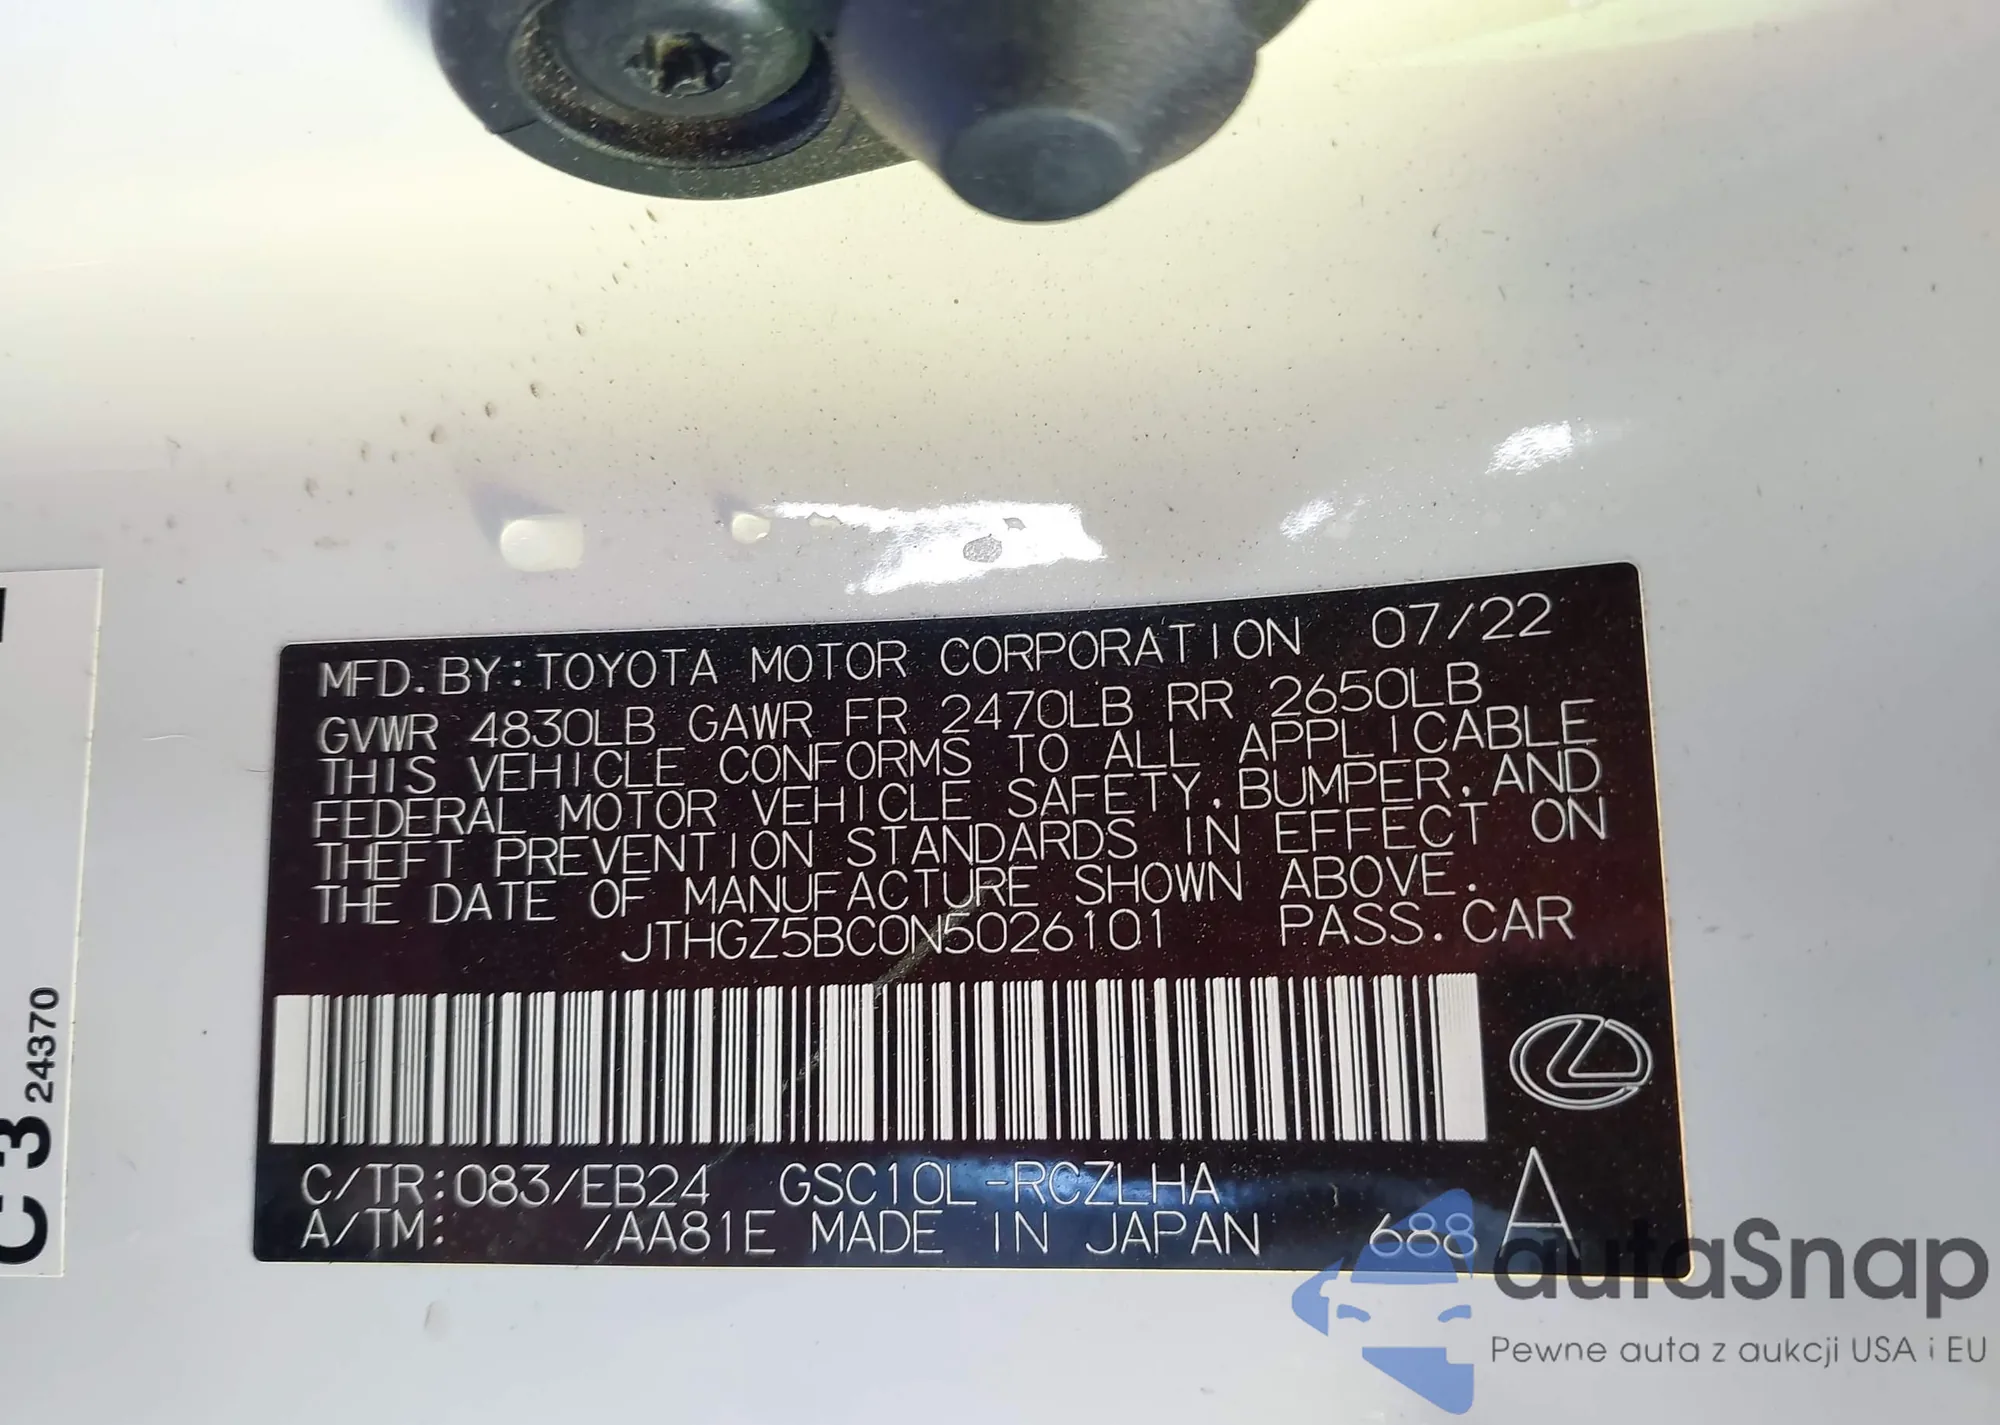 MFD. BY: TOYOTA MOTOR CORPORATION 07/22
GVWR 4830LB GAWR FR 2470LB RR 2650LB
THIS VEHICLE CONFORMS TO ALL APPLICABLE
FEDERAL MOTOR VEHICLE SAFETY, BUMPER, AND
THEFT PREVENTION STANDARDS IN EFFECT ON
THE DATE OF MANUFACTURE SHOWN ABOVE.
JTHGZ5BC0N5026101 PASS. CAR
C/TR:083/EB24 GSC10L-RCZLHA
A/TM: /AA81E MADE IN JAPAN 688 A
C3 24370
autaSnap
Pewne auta z aukcji USA i EU